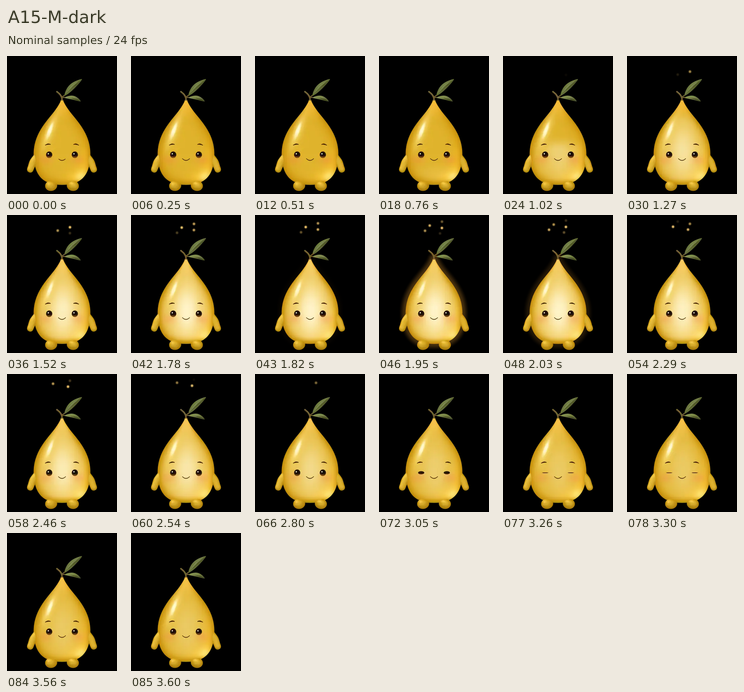 A15-M-dark
Nominal samples / 24 fps
000 0.00 s
006 0.25 s
012 0.51 s
018 0.76 s
024 1.02 s
030 1.27 s
036 1.52 s
042 1.78 s
043 1.82 s
046 1.95 s
048 2.03 s
054 2.29 s
058 2.46 s
060 2.54 s
066 2.80 s
072 3.05 s
077 3.26 s
078 3.30 s
084 3.56 s
085 3.60 s